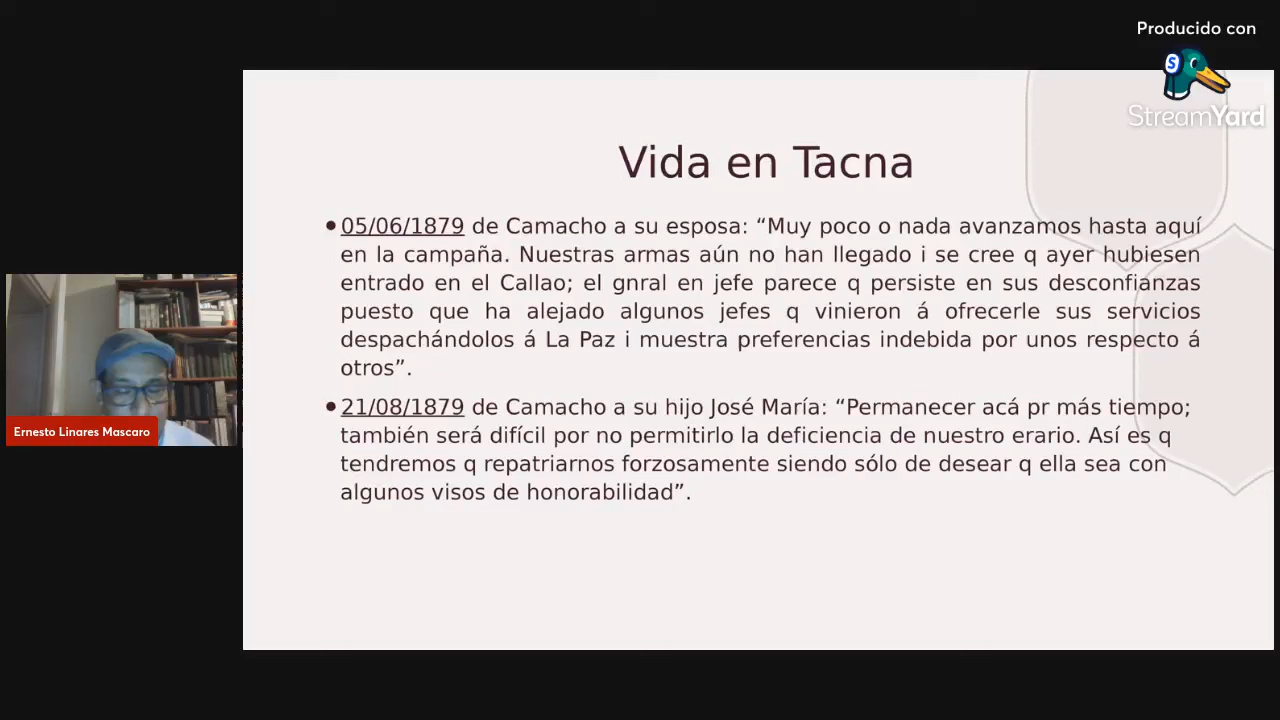 Producido con
StreamYard
Vida en Tacna
•05/06/1879 de Camacho a su esposa: “Muy poco o nada avanzamos hasta aquí
en la campaña. Nuestras armas aún no han llegado i se cree q ayer hubiesen
entrado en el Callao; el gnral en jefe parece q persiste en sus desconfianzas
puesto que ha alejado algunos jefes q vinieron á ofrecerle sus servicios
despachándolos á La Paz i muestra preferencias indebida por unos respecto á
otros”.
•21/08/1879 de Camacho a su hijo José María: “Permanecer acá pr más tiempo;
también será difícil por no permitirlo la deficiencia de nuestro erario. Así es q
tendremos q repatriarnos forzosamente siendo sólo de desear q ella sea con
algunos visos de honorabilidad”.
Ernesto Linares Mascaro